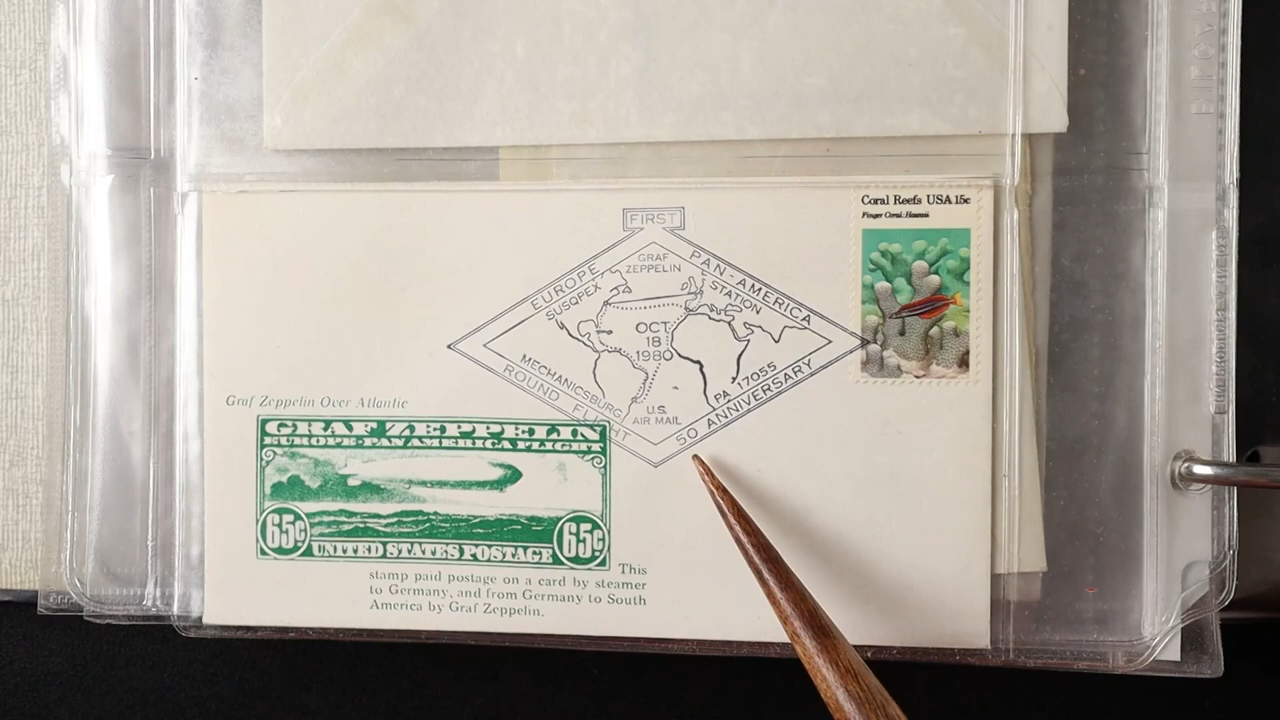 FIRST
EUROPE PAN-AMERICA
GRAF
ZEPPELIN
SUSQPEX STATION
OCT
18
1980
MECHANICSBURG, PA 17055
ROUND FLIGHT 50 ANNIVERSARY
U.S.
AIR MAIL
Coral Reefs USA 15c
Finger Coral: Hawaii
Graf Zeppelin Over Atlantic
GRAF ZEPPELIN
EUROPE-PAN AMERICA FLIGHT
65¢ 65¢
UNITED STATES POSTAGE
This
stamp paid postage on a card by steamer
to Germany, and from Germany to South
America by Graf Zeppelin.